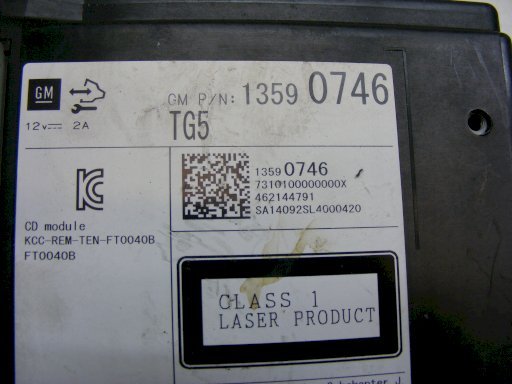 GM
GM P/N: 1359 0746
12V 2A
TG5
1359 0746
7310100000000X
462144791
SA14092SL4000420
CD module
KCC-REM-TEN-FT0040B
FT0040B
CLASS 1
LASER PRODUCT